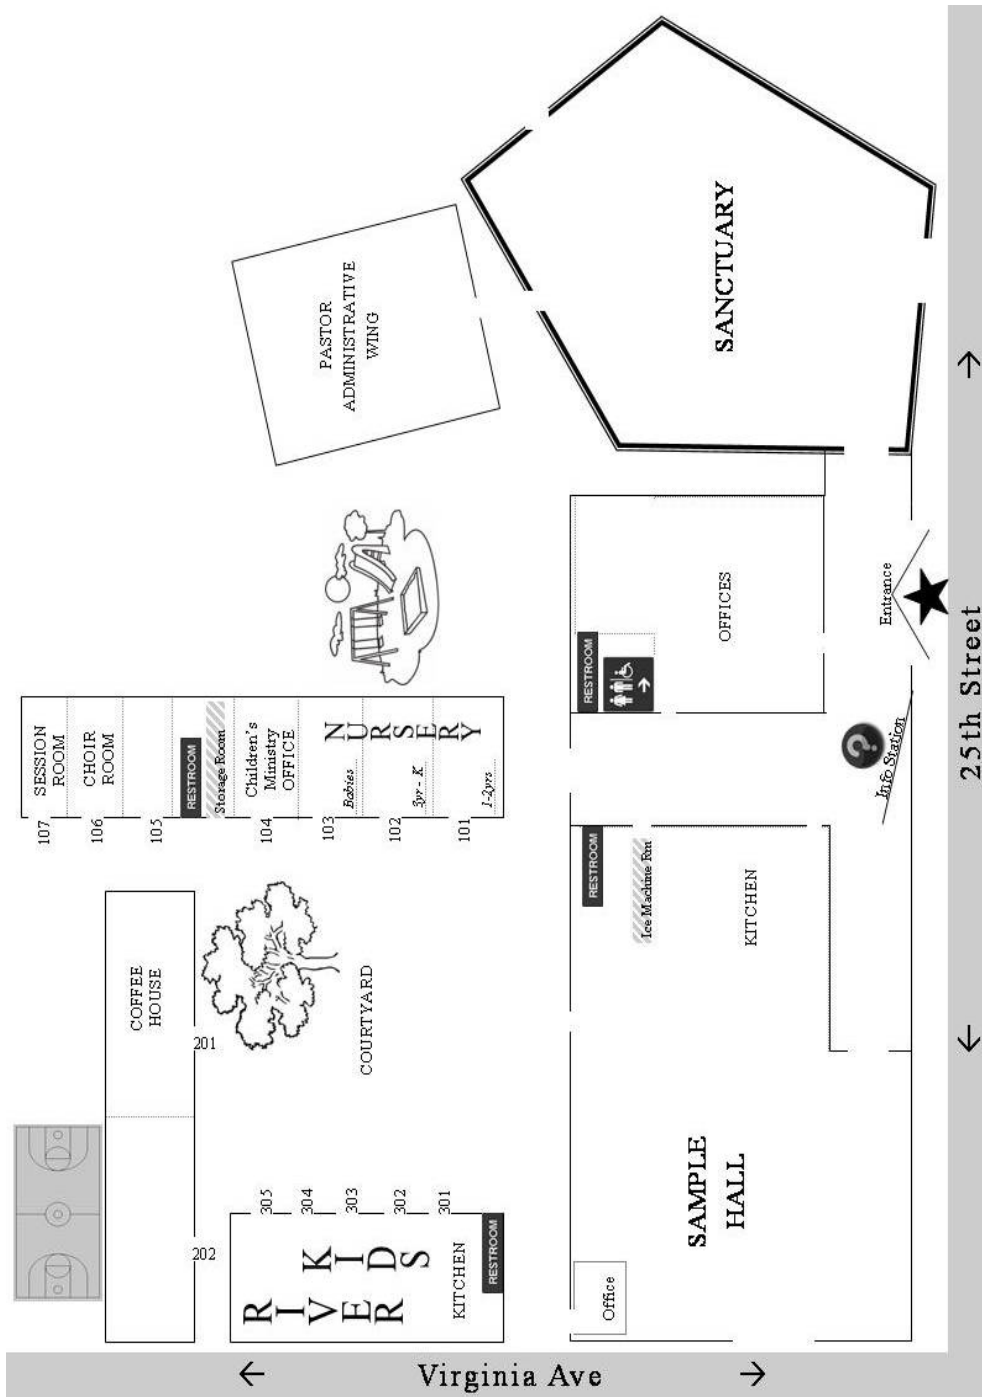 SESSION
ROOM
107
CHOIR
ROOM
106
105
RESTROOM
Storage Room
Children's
Ministry
OFFICE
104
NURSERY
Babies
103
3yr - K
102
1-2yrs
101
PASTOR
ADMINISTRATIVE
WING
SANCTUARY
COFFEE
HOUSE
201
202
COURTYARD
RIVER
KIDS
305
304
303
302
301
KITCHEN
RESTROOM
RESTROOM
OFFICES
Entrance
?
Info Station
RESTROOM
Ice Machine Rm
KITCHEN
SAMPLE
HALL
Office
Virginia Ave
25th Street